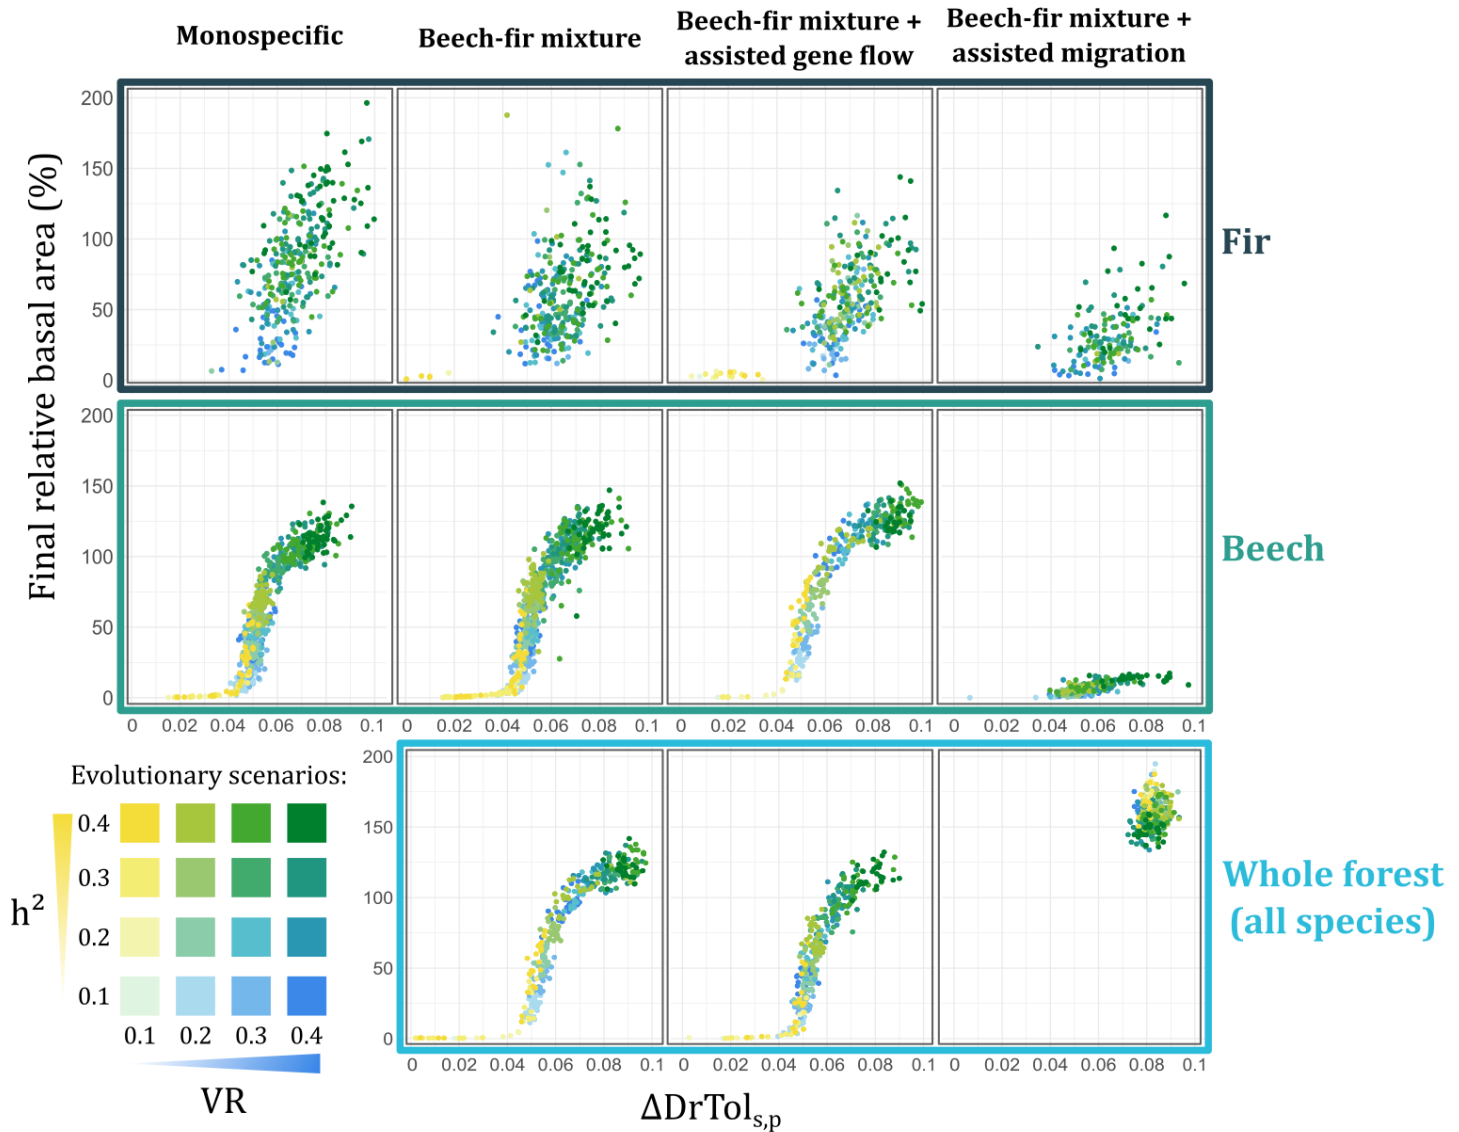 Monospecific
Beech-fir mixture
Beech-fir mixture +
assisted gene flow
Beech-fir mixture +
assisted migration
Final relative basal area (%)
200
150
100
50
0
Fir
200
150
100
50
0
Beech
0 0.02 0.04 0.06 0.08 0.1
0 0.02 0.04 0.06 0.08 0.1
0 0.02 0.04 0.06 0.08 0.1
0 0.02 0.04 0.06 0.08 0.1
200
150
100
50
0
Whole forest
(all species)
0 0.02 0.04 0.06 0.08 0.1
0 0.02 0.04 0.06 0.08 0.1
0 0.02 0.04 0.06 0.08 0.1
ΔDrTols,p
Evolutionary scenarios:
h²
0.4
0.3
0.2
0.1
0.1 0.2 0.3 0.4
VR